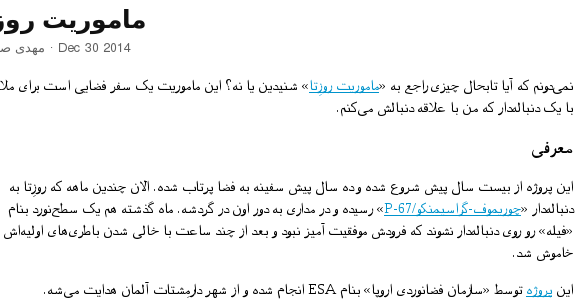 ماموریت روزتا
Dec 30 2014 · مهدی
نمی‌دونم که آیا تابحال چیزی راجع به «ماموریت روزتا» شنیدین یا نه؟ این ماموریت یک سفر فضایی است برای
با یک دنباله‌دار که من با علاقه دنبالش می‌کنم.
معرفی
این پروژه از بیست سال پیش شروع شده و ده سال پیش سفینه به فضا پرتاب شده. الان چندین ماهه که روزتا به
دنباله‌دار «چوریموف-گراسیمنکو/67-P» رسیده و در مداری به دور اون در گردشه. ماه گذشته هم یک سطح‌نورد بنام
«فیله» رو روی دنباله‌دار نشوند که فرودش موفقیت آمیز نبود و بعد از چند ساعت با خالی شدن باطری‌های اولیه‌اش
خاموش شد.
این پروژه توسط «سازمان فضانوردی اروپا» بنام ESA انجام شده و از شهر دارمشتات آلمان هدایت می‌شه.